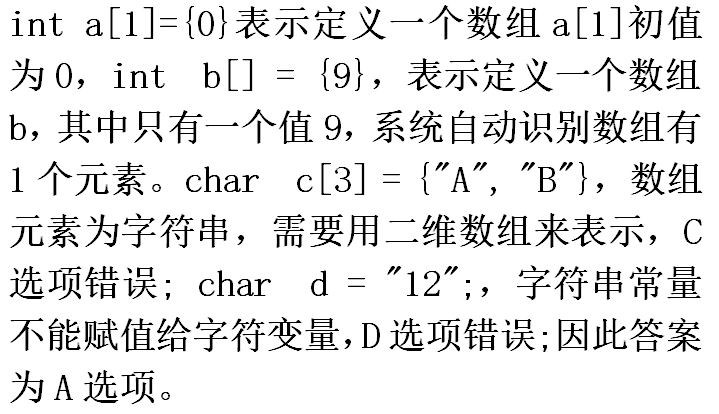 int a[1]={0}表示定义一个数组a[1]初值
为0，int b[] = {9}，表示定义一个数组
b，其中只有一个值9，系统自动识别数组有
1个元素。char c[3] = {"A", "B"}，数组
元素为字符串，需要用二维数组来表示，C
选项错误; char d = "12";，字符串常量
不能赋值给字符变量,D选项错误;因此答案
为A选项。